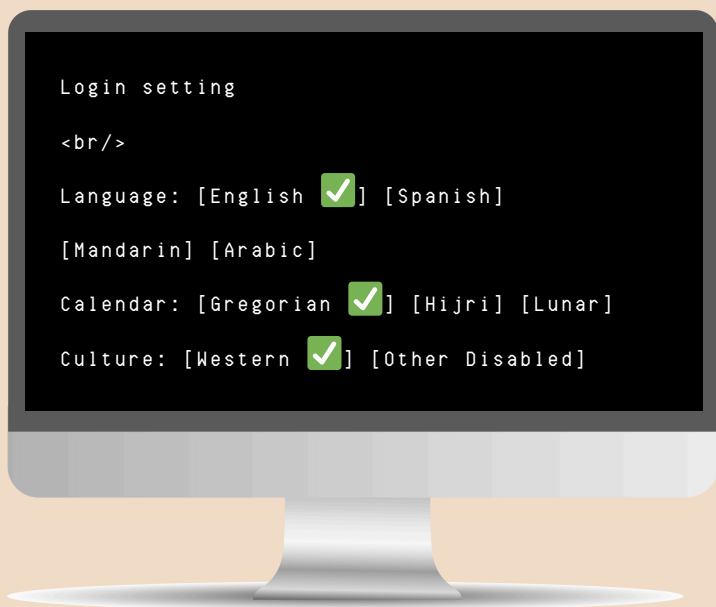 Login setting
<br/>
Language: [English ✅] [Spanish]
[Mandarin] [Arabic]
Calendar: [Gregorian ✅] [Hijri] [Lunar]
Culture: [Western ✅] [Other Disabled]